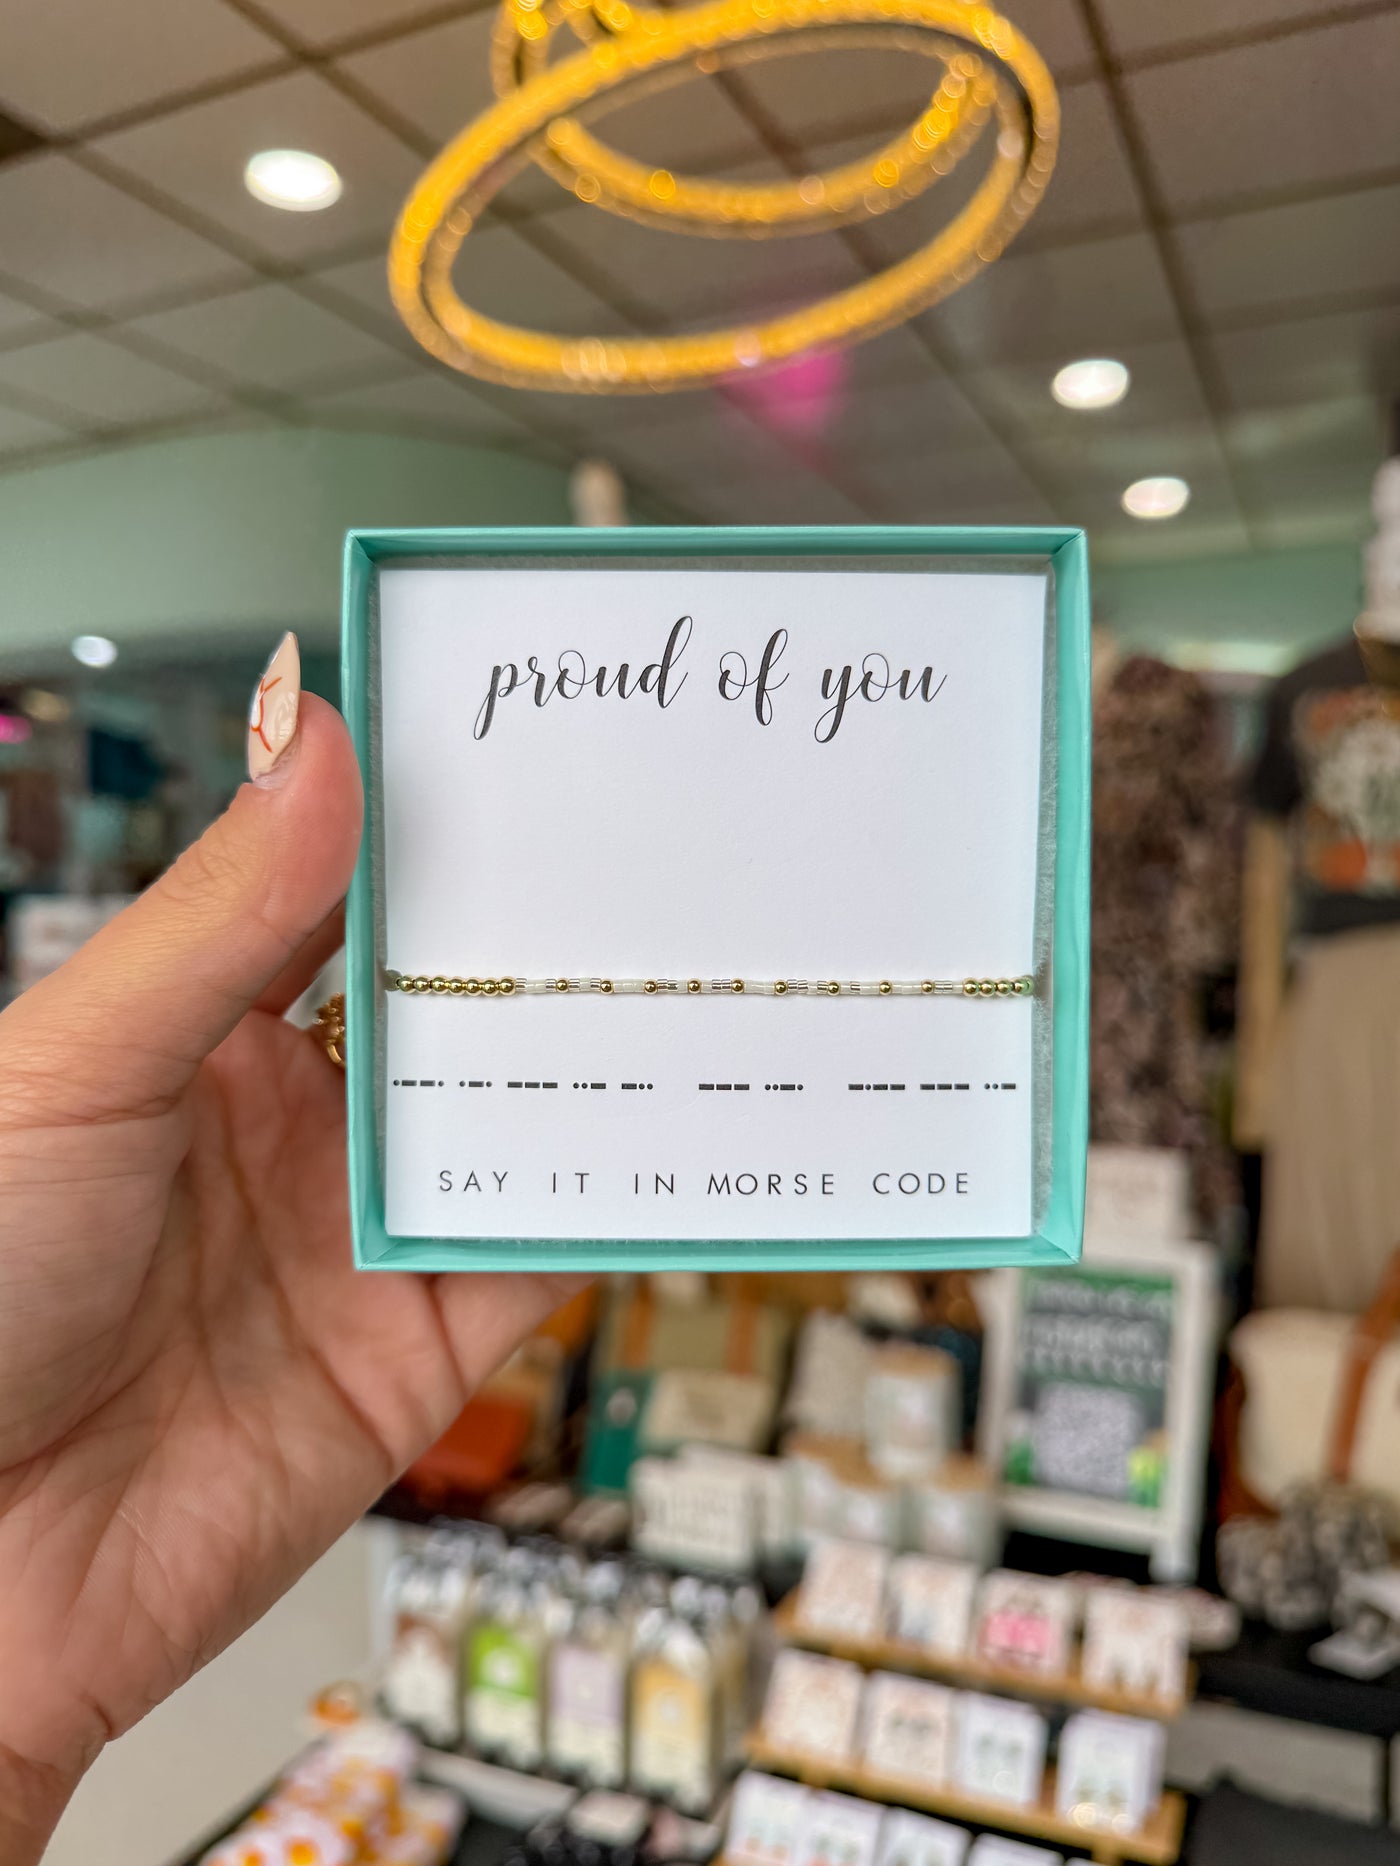 proud of you
•−−• •−• −−− ••− −•• −−− ••−• −•−− −−− ••−
SAY IT IN MORSE CODE